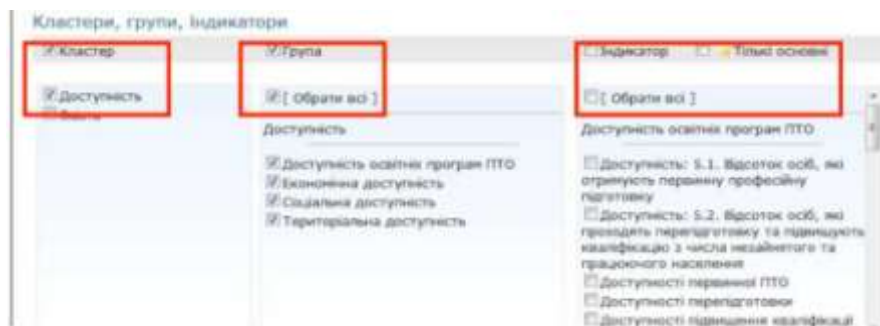 Кластери, групи, індикатори
Кластер
Група
Індикатор Тільки основні
Доступність
[ Обрати всі ]
Доступність
Доступність освітніх програм ПТО
Економічна доступність
Соціальна доступність
Територіальна доступність
[ Обрати всі ]
Доступність освітніх програм ПТО
Доступність: 5.1. Відсоток осіб, які
отримують первинну професійну
підготовку
Доступність: 5.2. Відсоток осіб, які
проходять перепідготовку та підвищують
кваліфікацію з числа незайнятого та
працюючого населення
Доступності первинної ПТО
Доступності перепідготовки
Доступності підвищення кваліфікації